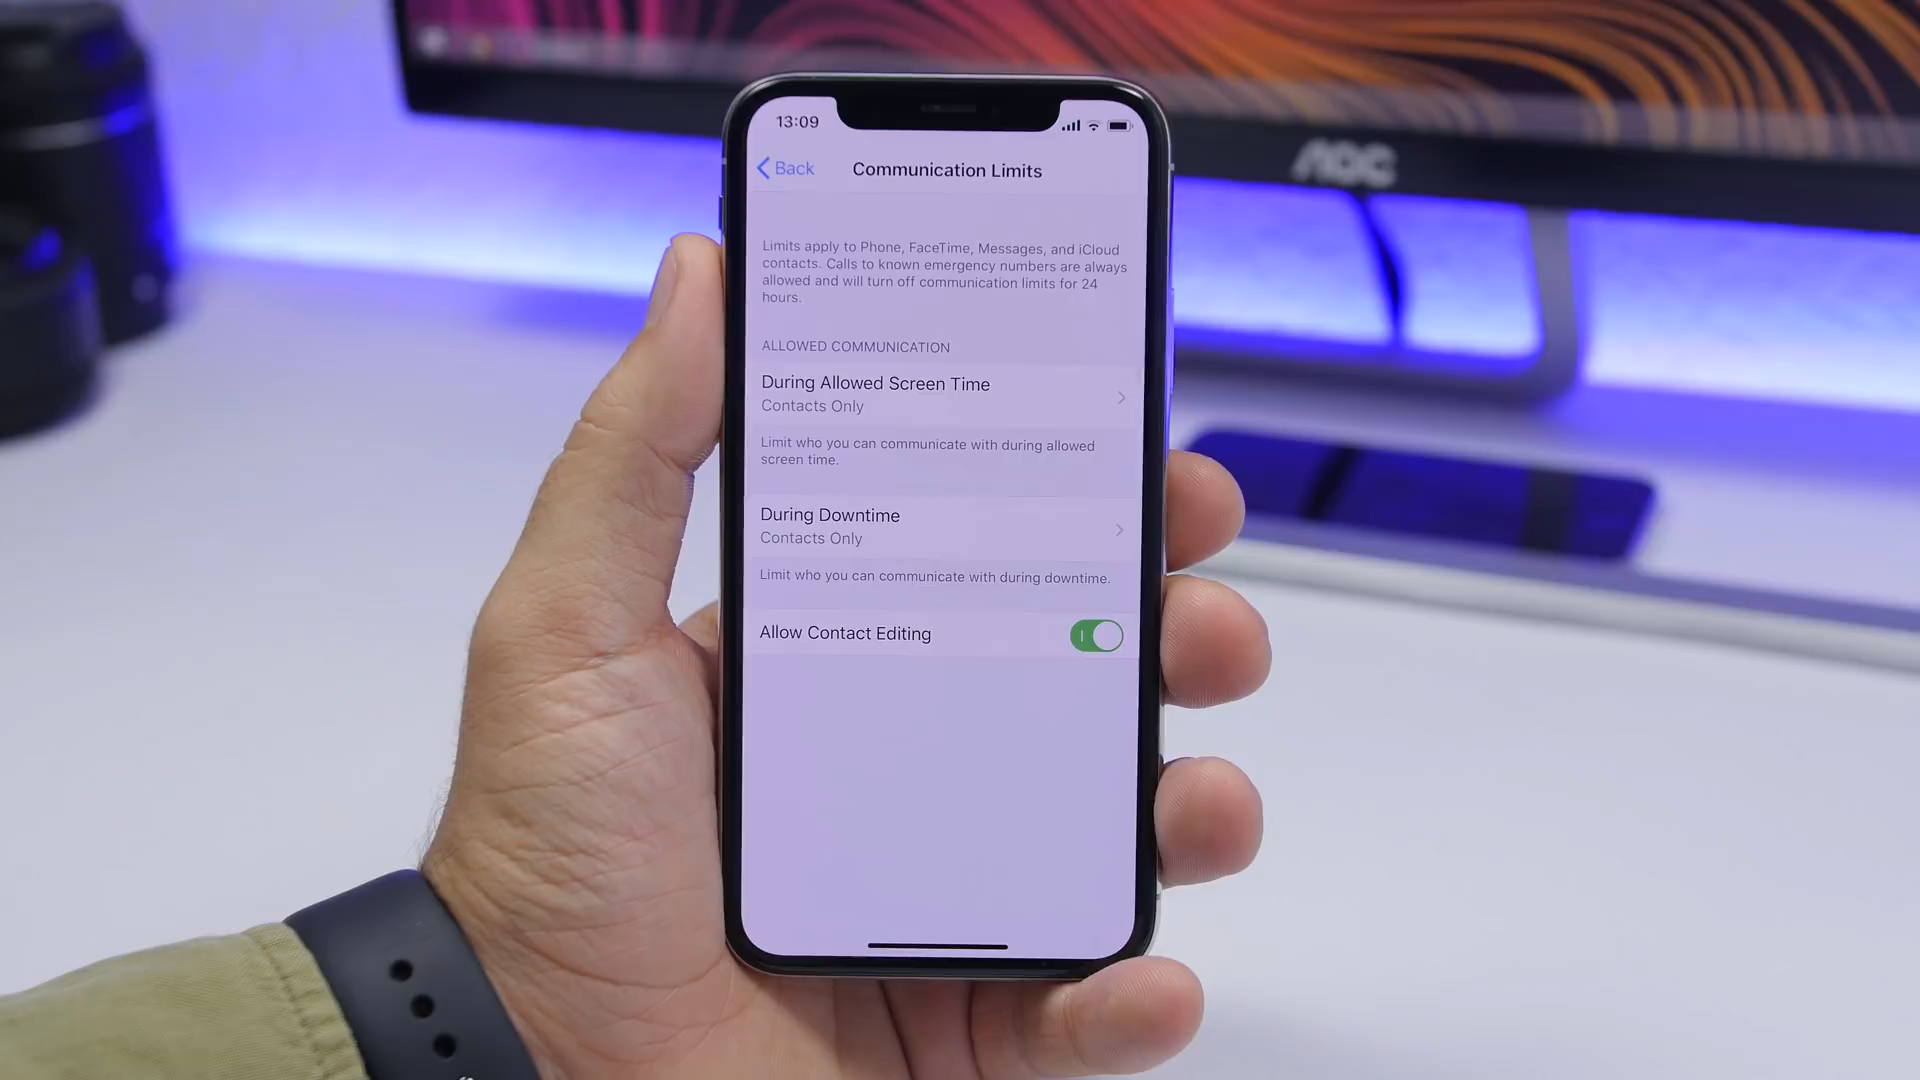 AOC
13:09
Back
Communication Limits
Limits apply to Phone, FaceTime, Messages, and iCloud
contacts. Calls to known emergency numbers are always
allowed and will turn off communication limits for 24
hours.
ALLOWED COMMUNICATION
During Allowed Screen Time
Contacts Only
Limit who you can communicate with during allowed
screen time.
During Downtime
Contacts Only
Limit who you can communicate with during downtime.
Allow Contact Editing